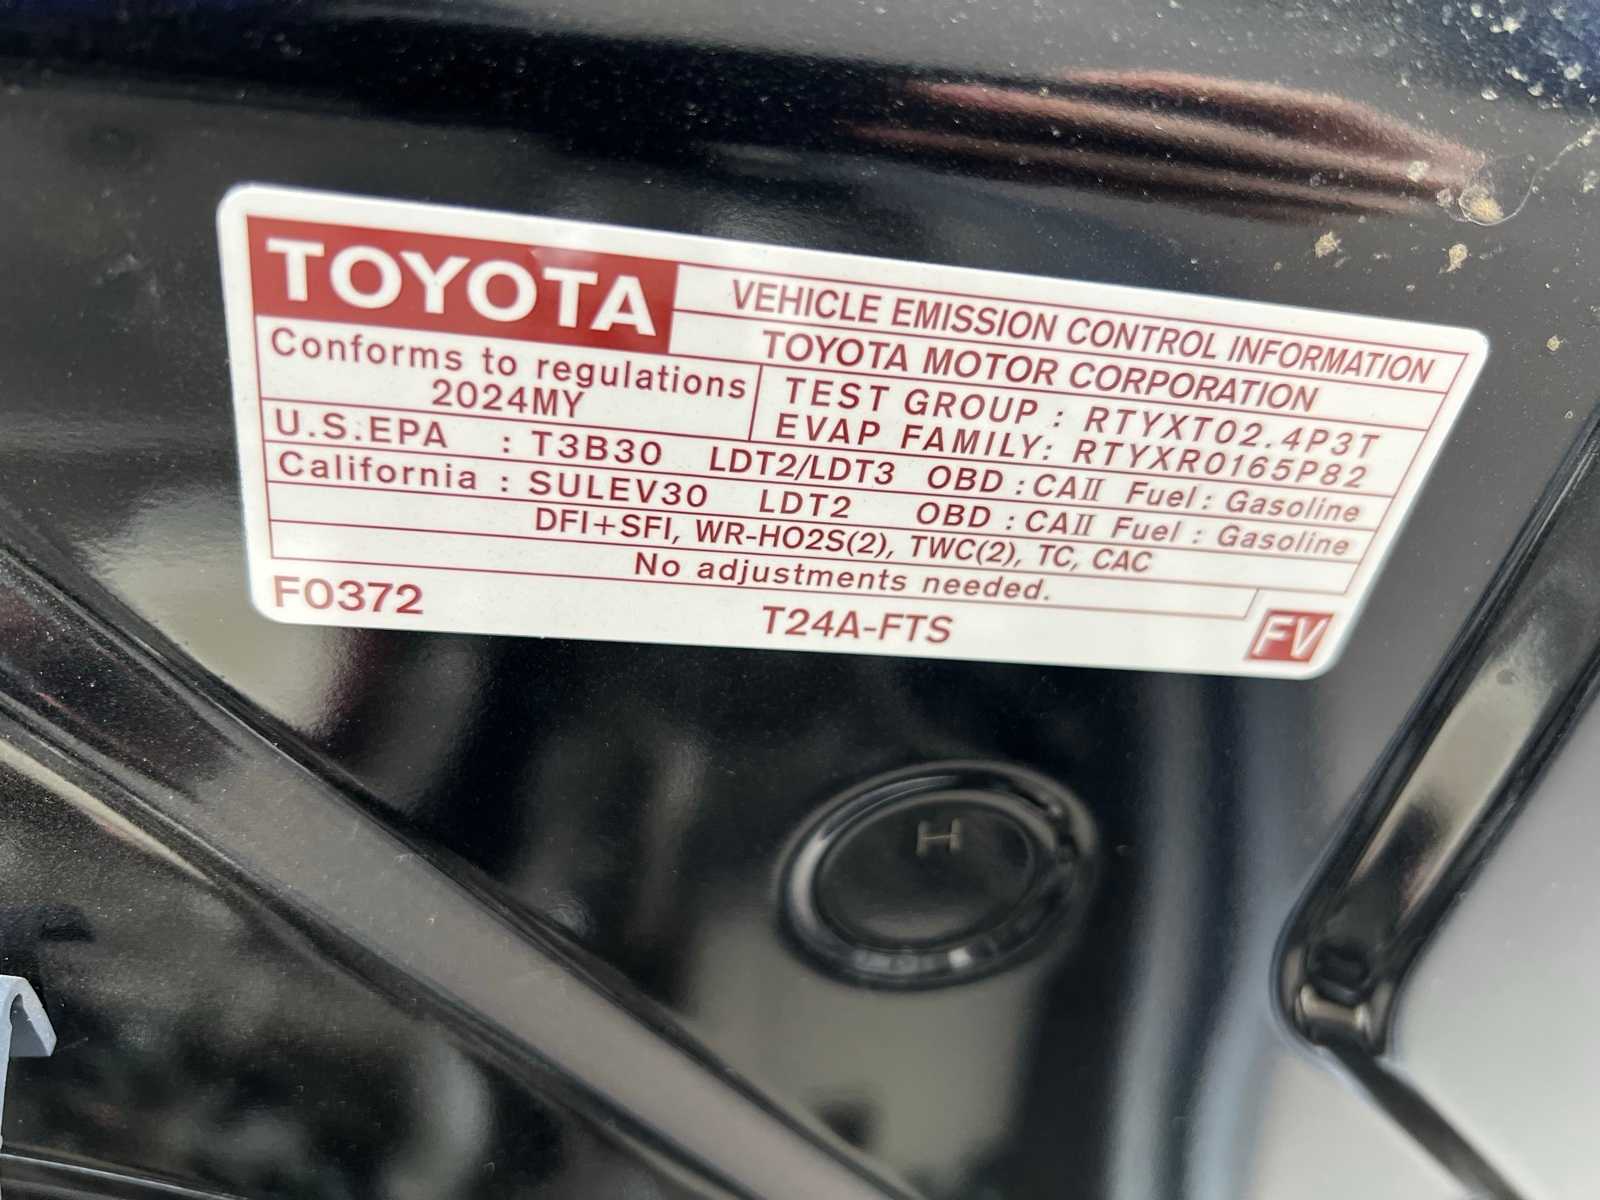 TOYOTA
VEHICLE EMISSION CONTROL INFORMATION
TOYOTA MOTOR CORPORATION
Conforms to regulations
2024MY
TEST GROUP : RTYXT02.4P3T
EVAP FAMILY: RTYXR0165P82
U.S.EPA : T3B30 LDT2/LDT3 OBD : CAII Fuel : Gasoline
California : SULEV30 LDT2 OBD : CAII Fuel : Gasoline
DFI+SFI, WR-HO2S(2), TWC(2), TC, CAC
No adjustments needed.
F0372
T24A-FTS
FV
H